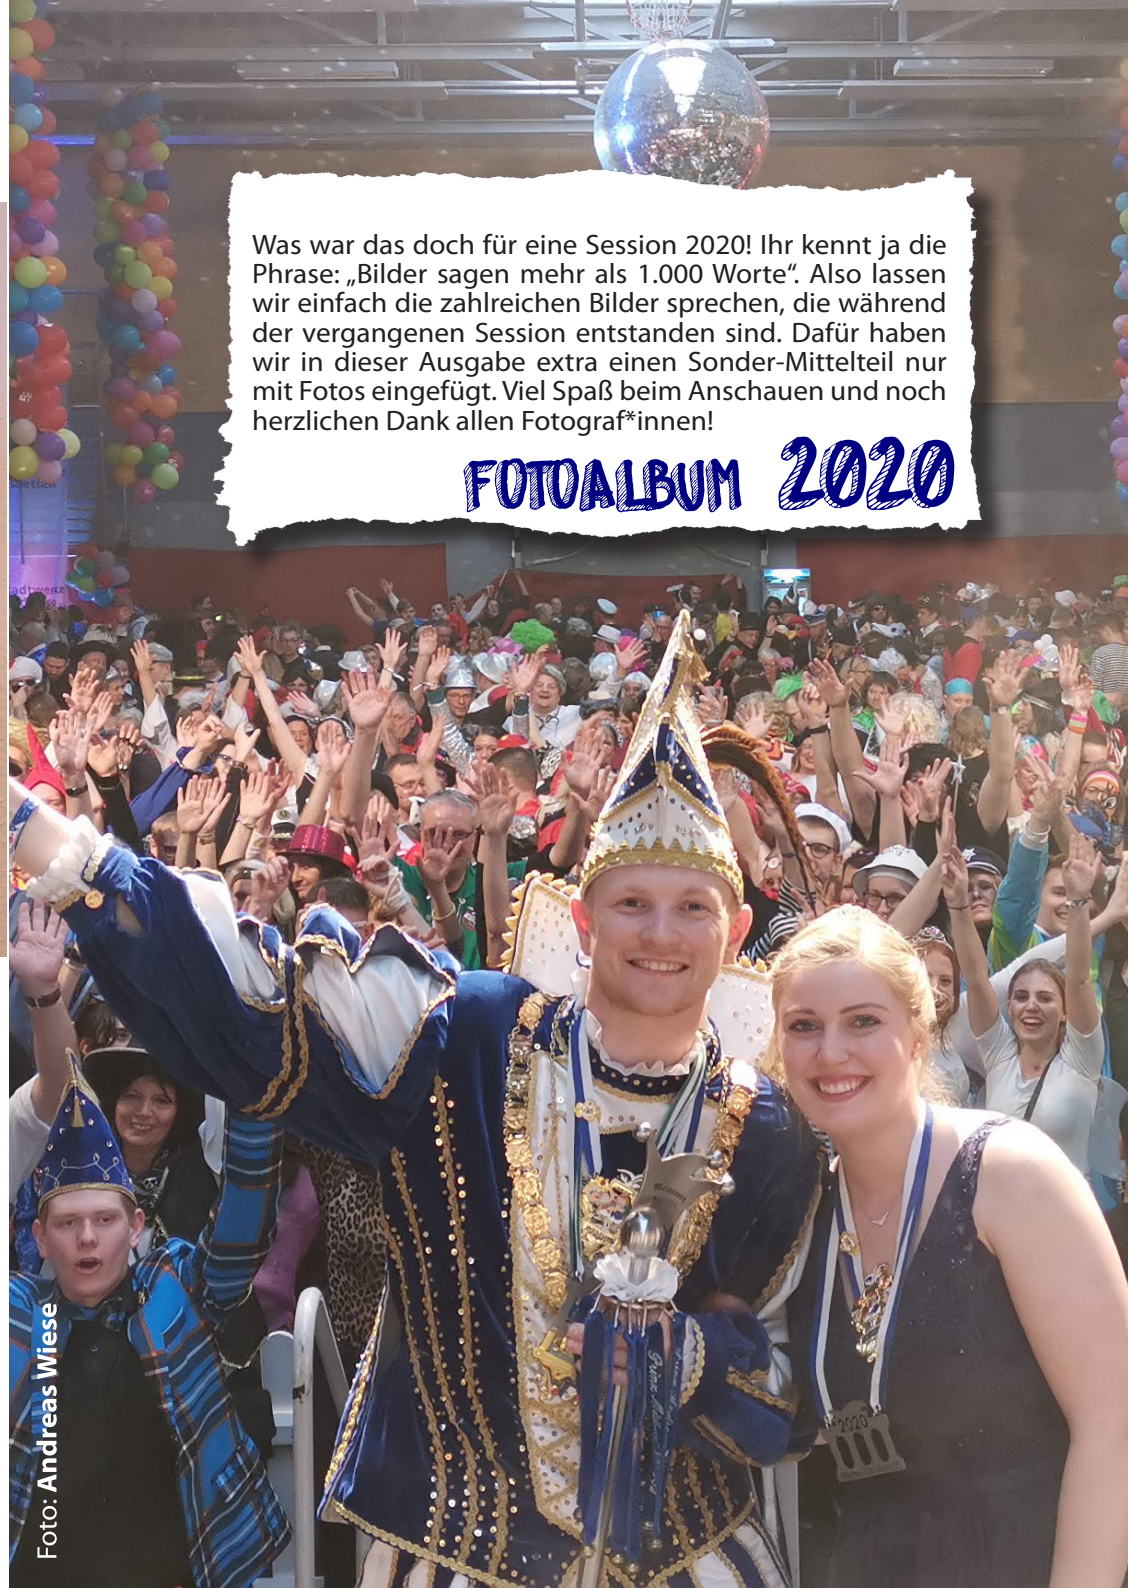 Was war das doch für eine Session 2020! Ihr kennt ja die
Phrase: „Bilder sagen mehr als 1.000 Worte“. Also lassen
wir einfach die zahlreichen Bilder sprechen, die während
der vergangenen Session entstanden sind. Dafür haben
wir in dieser Ausgabe extra einen Sonder-Mittelteil nur
mit Fotos eingefügt. Viel Spaß beim Anschauen und noch
herzlichen Dank allen Fotograf*innen!
FOTOALBUM 2020
2020
Foto: Andreas Wiese